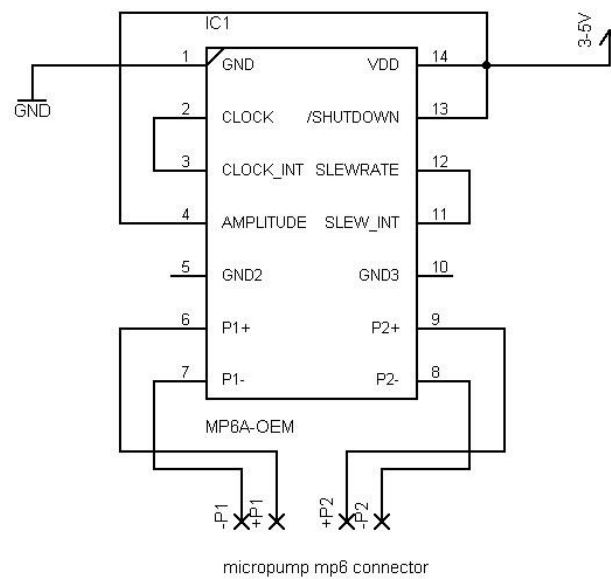 IC1
3-5V
1 GND VDD 14
GND
2 CLOCK /SHUTDOWN 13
3 CLOCK_INT SLEWRATE 12
4 AMPLITUDE SLEW_INT 11
5 GND2 GND3 10
6 P1+ P2+ 9
7 P1- P2- 8
MP6A-OEM
-P1 +P1 +P2 -P2
micropump mp6 connector